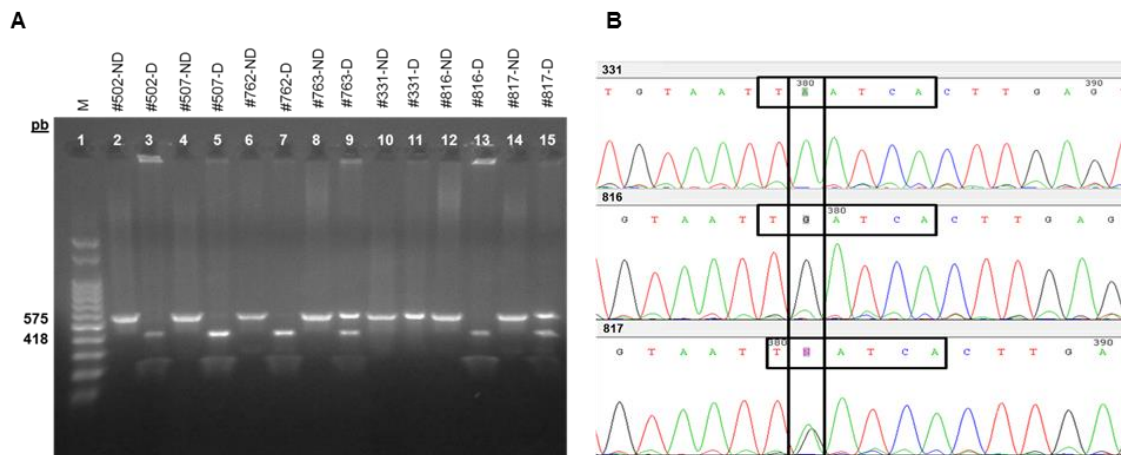 A
M
#502-ND
#502-D
#507-ND
#507-D
#762-ND
#762-D
#763-ND
#763-D
#331-ND
#331-D
#816-ND
#816-D
#817-ND
#817-D
pb
1 2 3 4 5 6 7 8 9 10 11 12 13 14 15
575
418
B
331
380 390
T G T A A T T A A T C A C T T G A G T
816
380
G T A A T T G A T C A C T T G A G
817
380 390
G T A A T T A T C A C T T G A